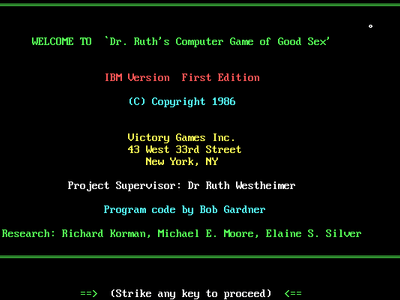 WELCOME TO `Dr. Ruth's Computer Game of Good Sex'
IBM Version First Edition
(C) Copyright 1986
Victory Games Inc.
43 West 33rd Street
New York, NY
Project Supervisor: Dr Ruth Westheimer
Program code by Bob Gardner
Research: Richard Korman, Michael E. Moore, Elaine S. Silver
==> (Strike any key to proceed) <==